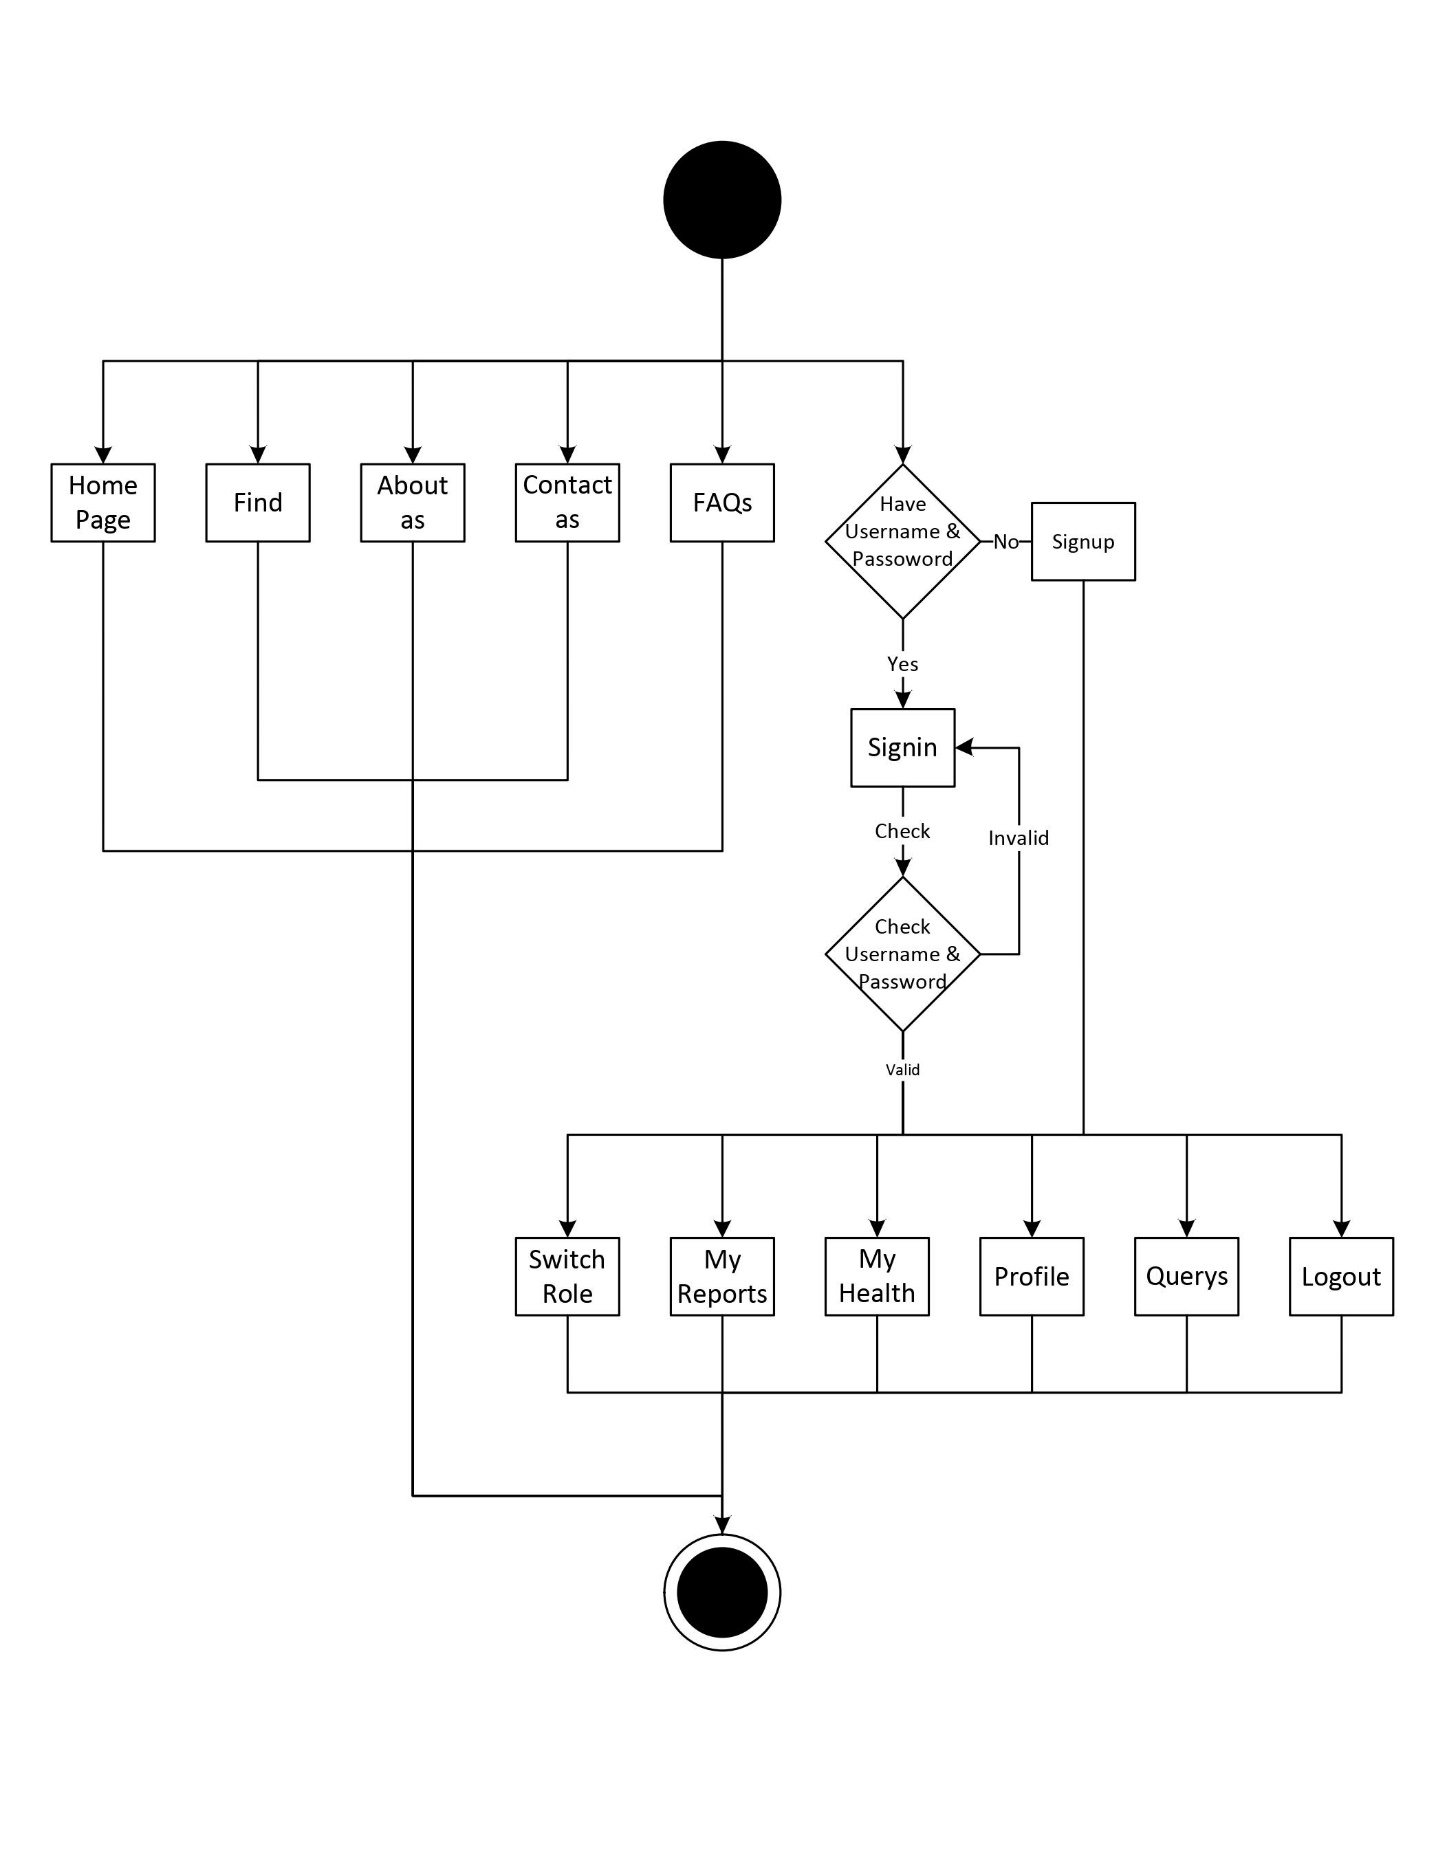 Home
Page
Find
About
as
Contact
as
FAQs
Have
Username &
Passoword
No
Signup
Yes
Signin
Check
Invalid
Check
Username &
Password
Valid
Switch
Role
My
Reports
My
Health
Profile
Querys
Logout